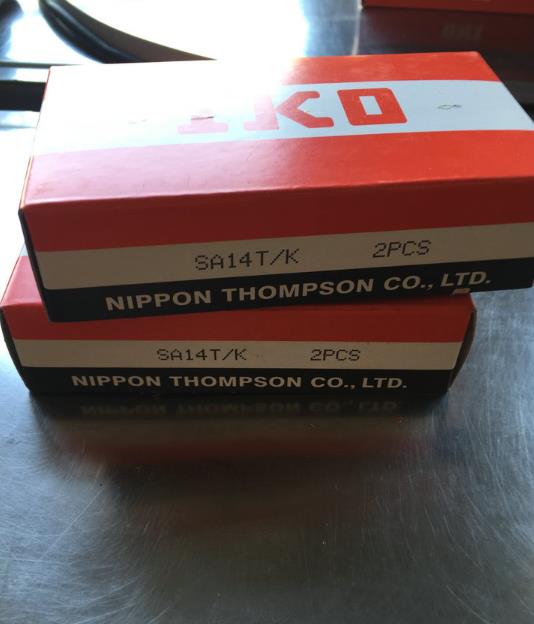 IKO
SA14T/K 2PCS
NIPPON THOMPSON CO., LTD.
SA14T/K 2PCS
NIPPON THOMPSON CO., LTD.